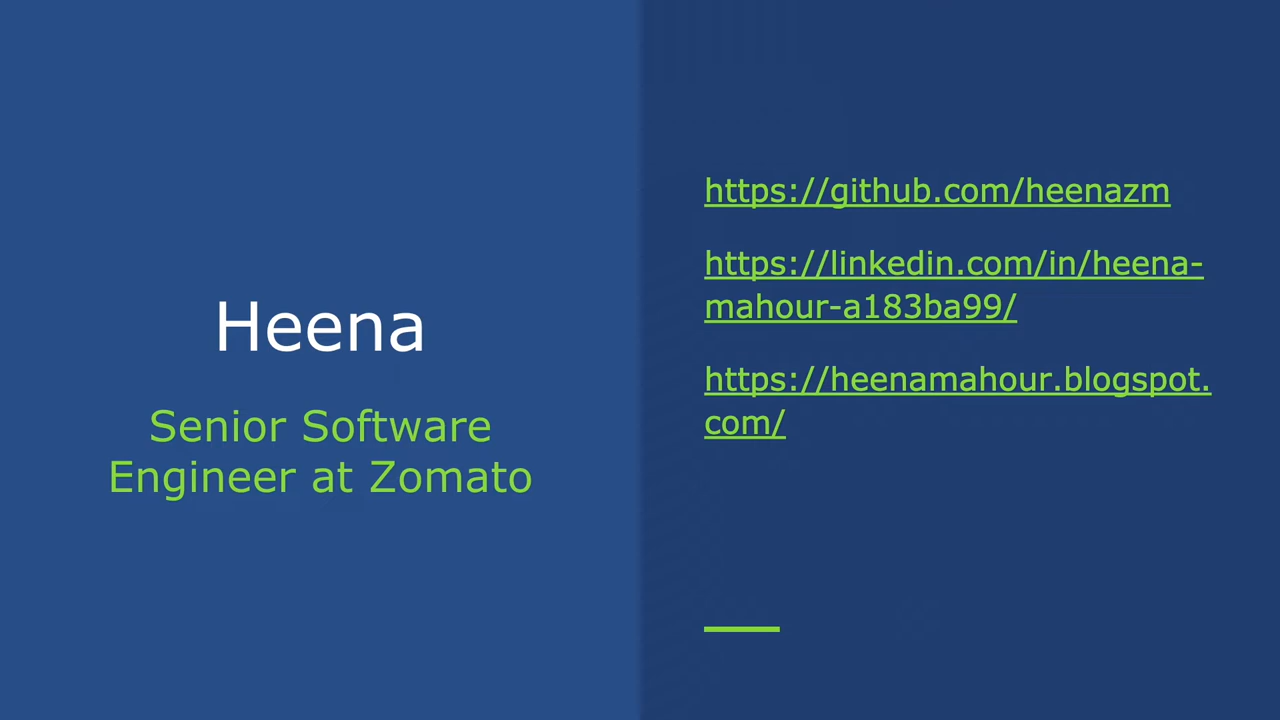 Heena
Senior Software
Engineer at Zomato
https://github.com/heenazm
https://linkedin.com/in/heena-
mahour-a183ba99/
https://heenamahour.blogspot.
com/